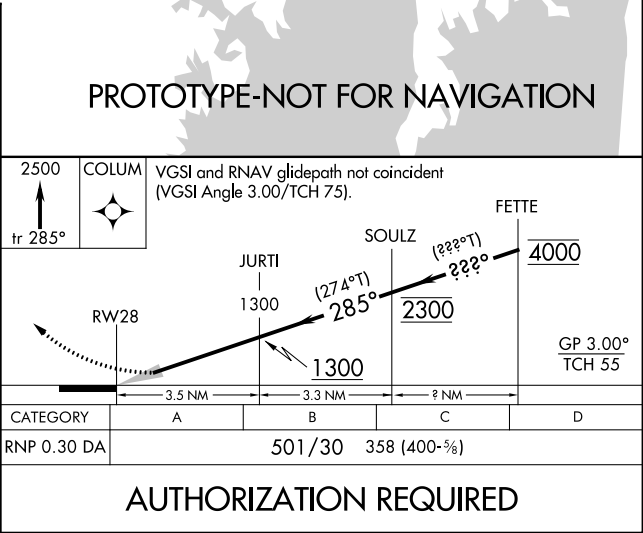 PROTOTYPE-NOT FOR NAVIGATION
2500
tr 285°
COLUM
VGSI and RNAV glidepath not coincident
(VGSI Angle 3.00/TCH 75).
FETTE
SOULZ
(???°T)
???°
4000
JURTI
(274°T)
285°
1300
2300
RW28
1300
GP 3.00°
TCH 55
3.5 NM
3.3 NM
? NM
CATEGORY A B C D
RNP 0.30 DA 501/30 358 (400-⅝)
AUTHORIZATION REQUIRED